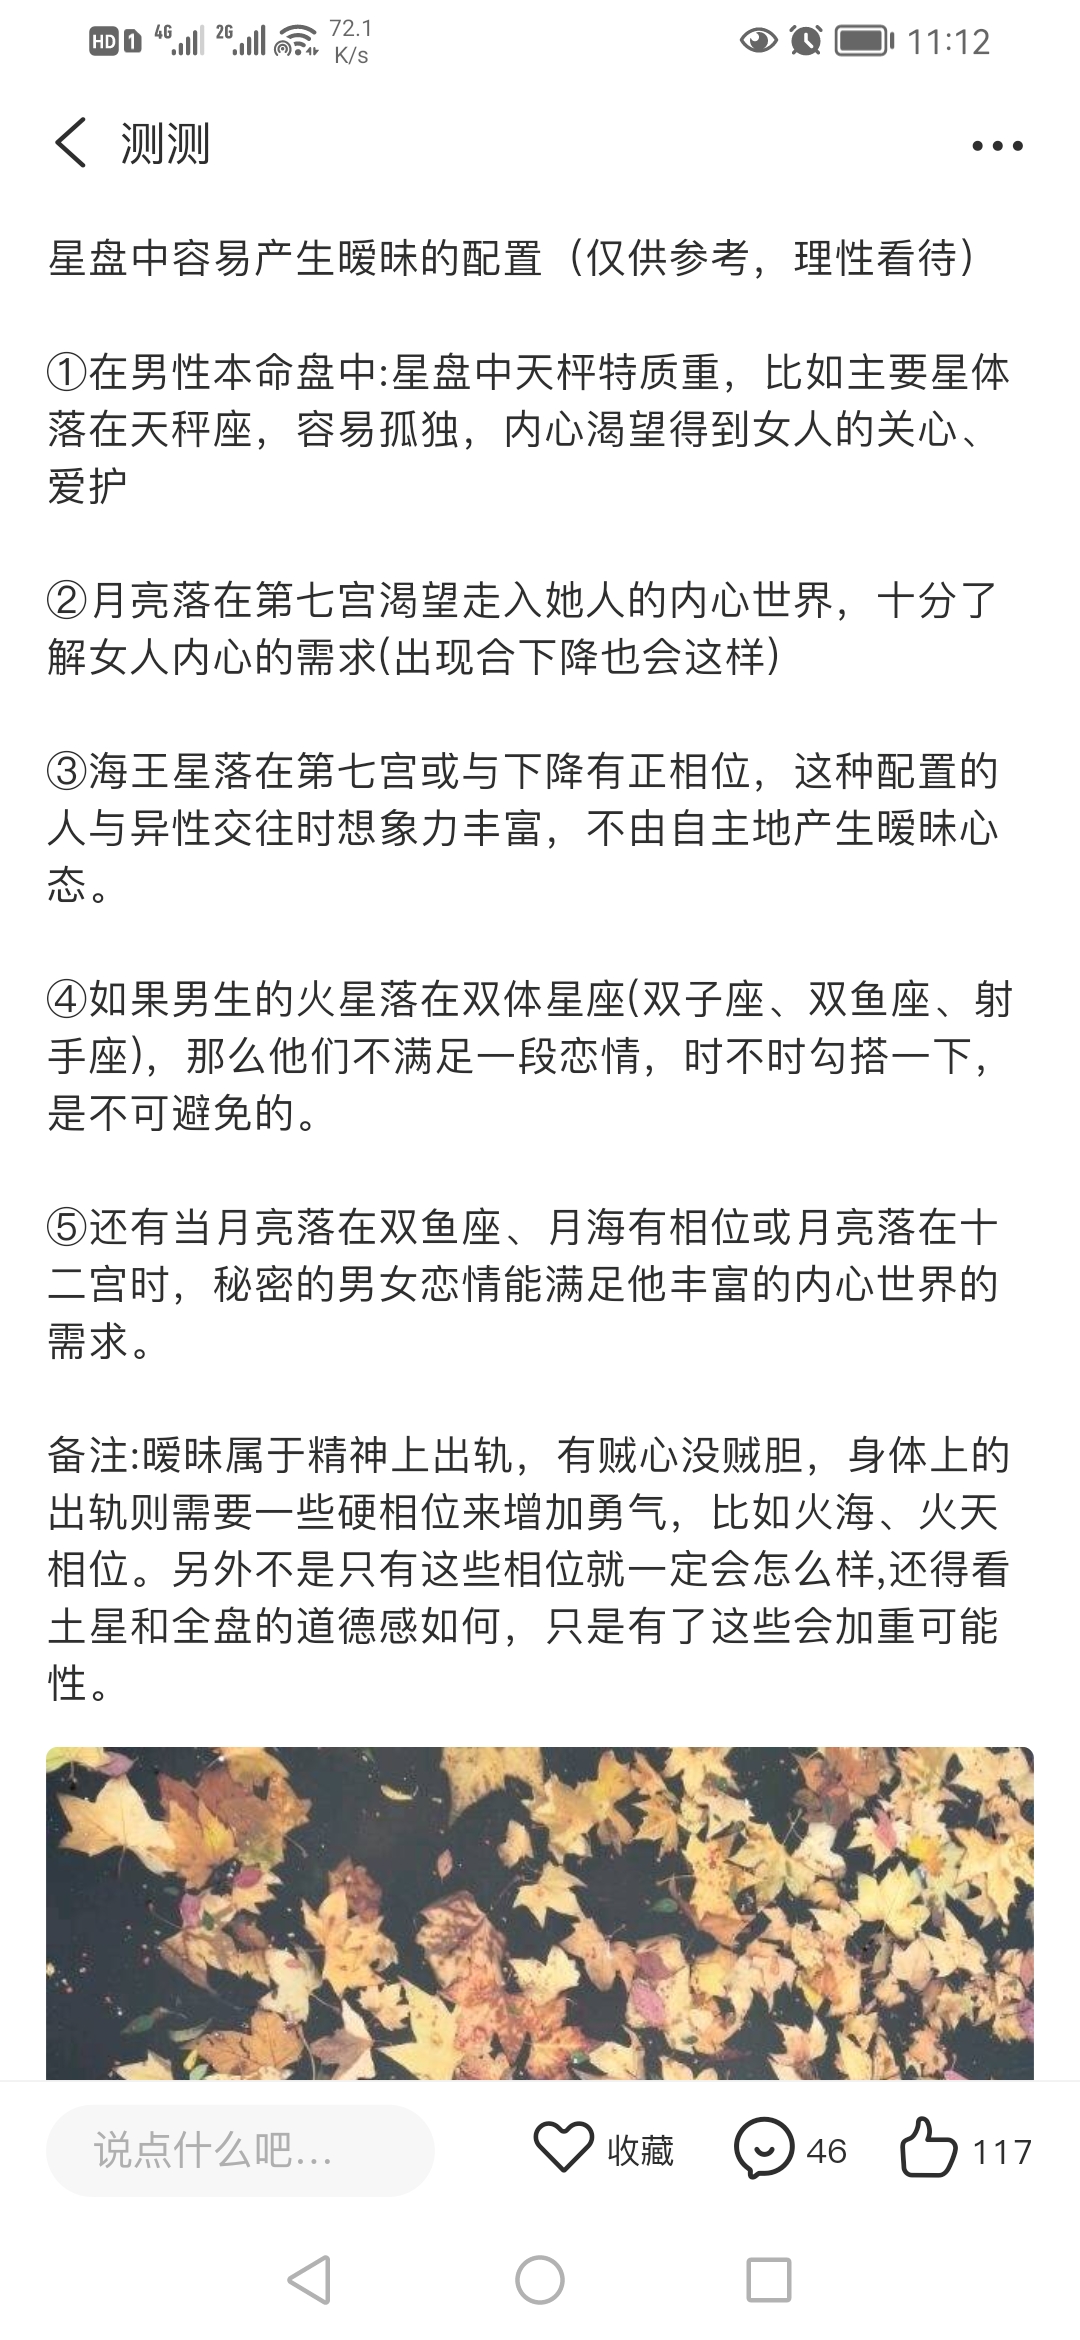 HD 1 4G 2G 72.1 K/s 11:12
测测
星盘中容易产生暧昧的配置（仅供参考，理性看待）
①在男性本命盘中:星盘中天枰特质重，比如主要星体
落在天秤座，容易孤独，内心渴望得到女人的关心、
爱护
②月亮落在第七宫渴望走入她人的内心世界，十分了
解女人内心的需求(出现合下降也会这样)
③海王星落在第七宫或与下降有正相位，这种配置的
人与异性交往时想象力丰富，不由自主地产生暧昧心
态。
④如果男生的火星落在双体星座(双子座、双鱼座、射
手座)，那么他们不满足一段恋情，时不时勾搭一下，
是不可避免的。
⑤还有当月亮落在双鱼座、月海有相位或月亮落在十
二宫时，秘密的男女恋情能满足他丰富的内心世界的
需求。
备注:暧昧属于精神上出轨，有贼心没贼胆，身体上的
出轨则需要一些硬相位来增加勇气，比如火海、火天
相位。另外不是只有这些相位就一定会怎么样,还得看
土星和全盘的道德感如何，只是有了这些会加重可能
性。
说点什么吧... 收藏 46 117